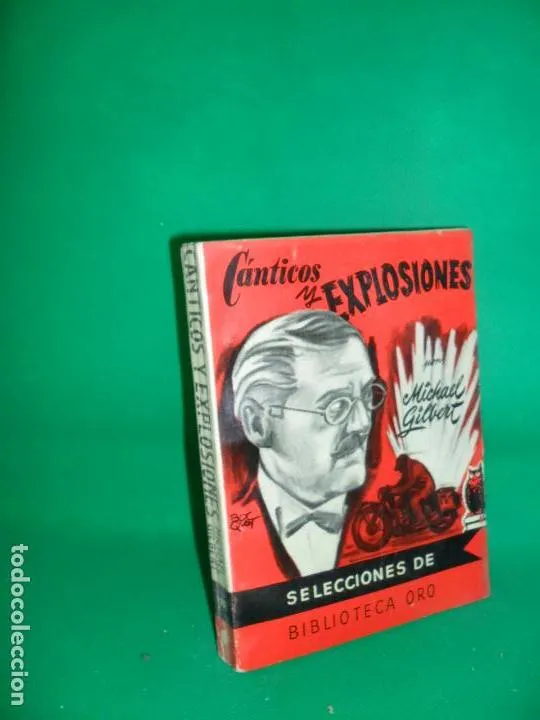 Cánticos
y EXPLOSIONES
por
Michael
Gilbert
SELECCIONES DE
BIBLIOTECA ORO
CANTICOS Y EXPLOSIONES
todocoleccion